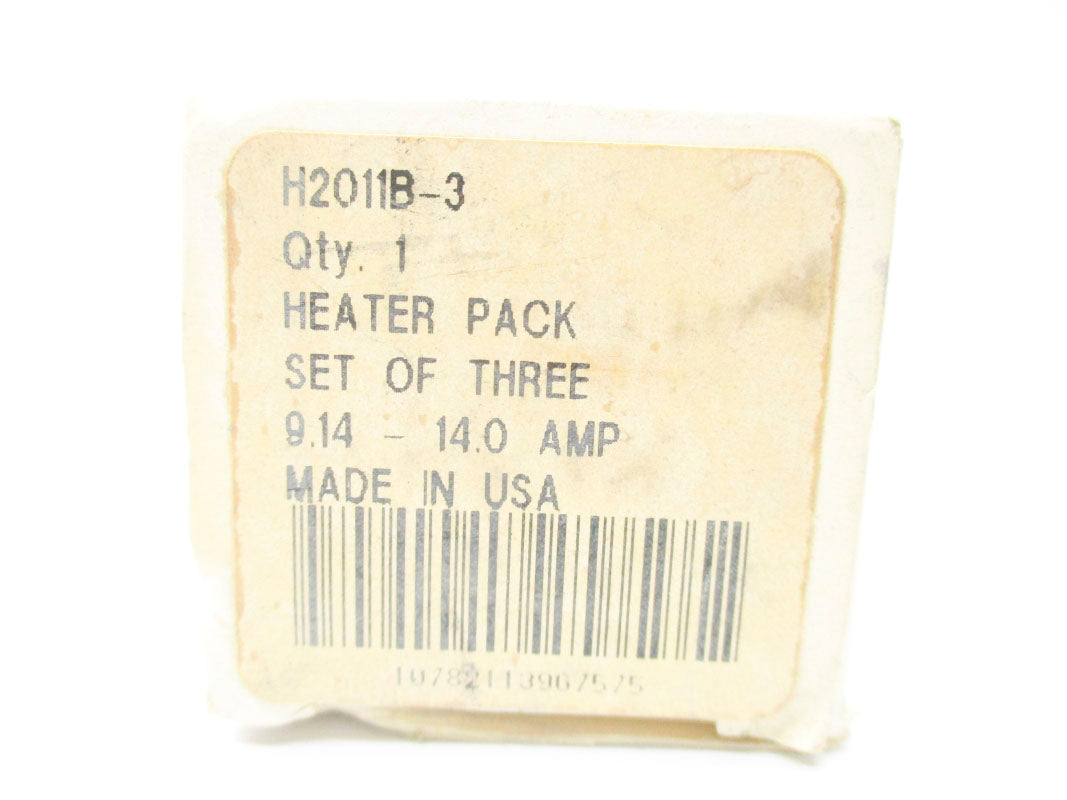 H2011B-3
Qty. 1
HEATER PACK
SET OF THREE
9.14 - 14.0 AMP
MADE IN USA
10782113967575